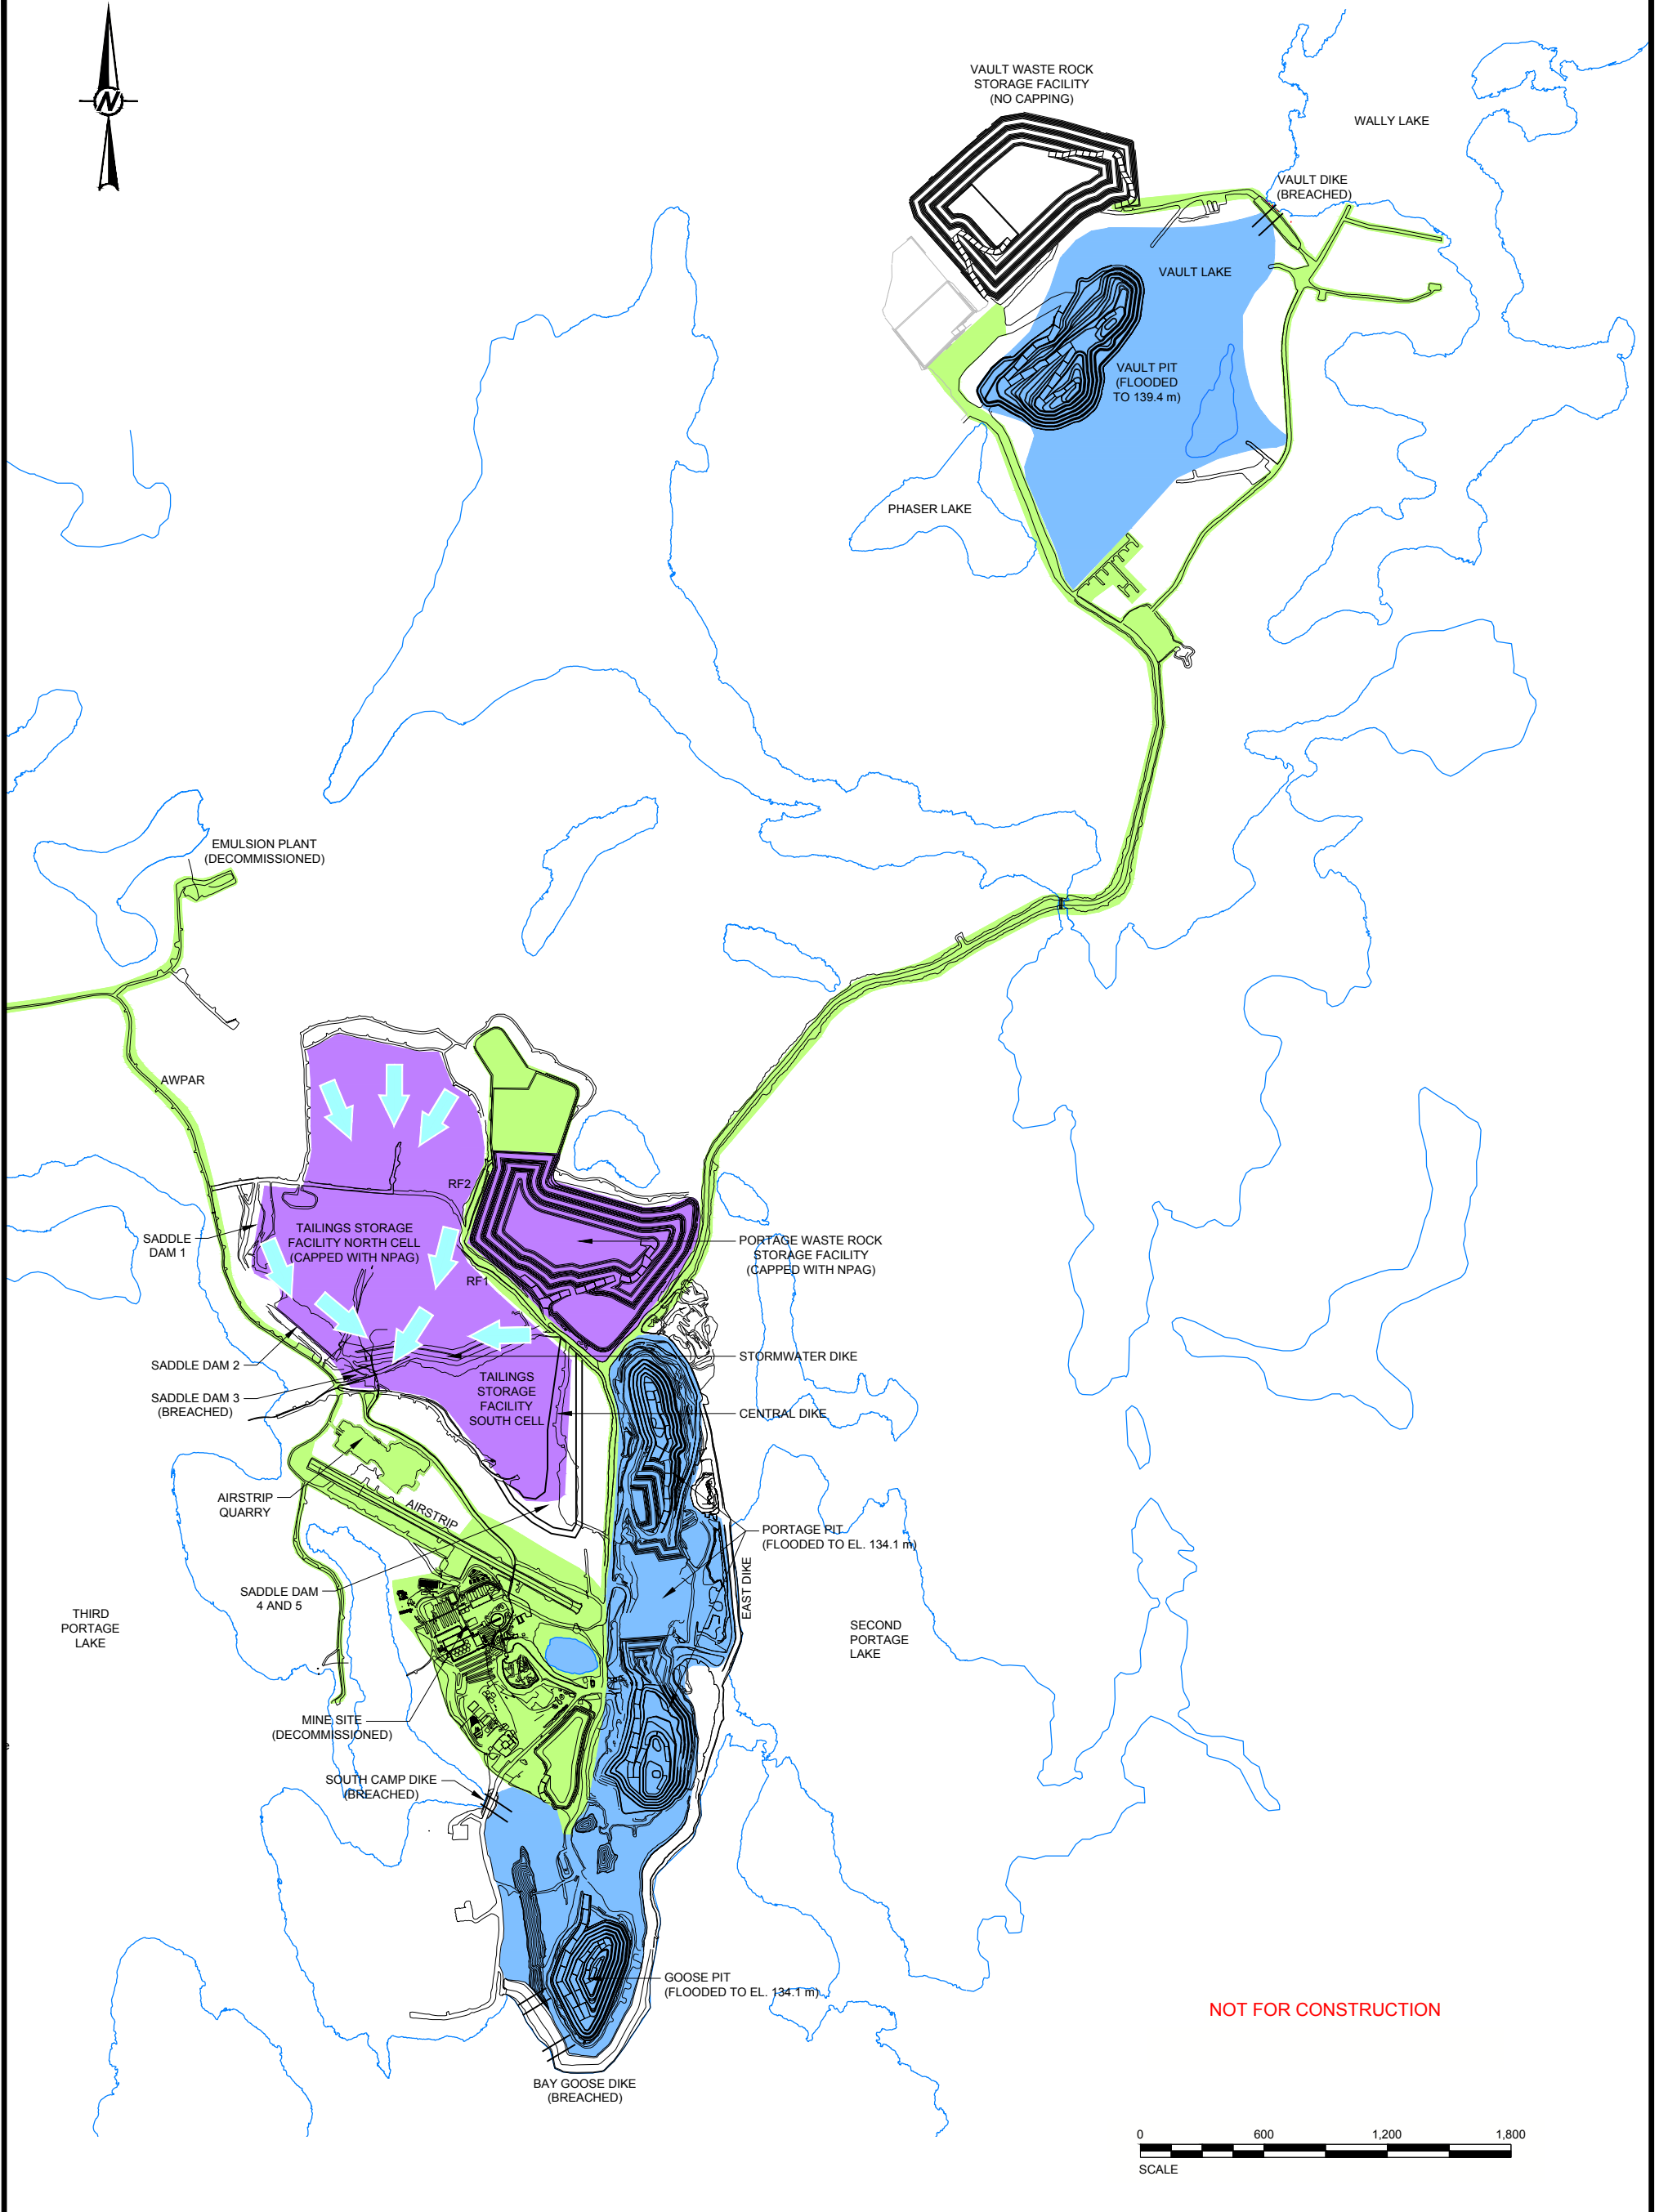 N
VAULT WASTE ROCK
STORAGE FACILITY
(NO CAPPING)
WALLY LAKE
VAULT DIKE
(BREACHED)
VAULT LAKE
VAULT PIT
(FLOODED
TO 139.4 m)
PHASER LAKE
EMULSION PLANT
(DECOMMISSIONED)
AWPAR
RF2
SADDLE
DAM 1
TAILINGS STORAGE
FACILITY NORTH CELL
(CAPPED WITH NPAG)
RF1
PORTAGE WASTE ROCK
STORAGE FACILITY
(CAPPED WITH NPAG)
SADDLE DAM 2
STORMWATER DIKE
SADDLE DAM 3
(BREACHED)
TAILINGS
STORAGE
FACILITY
SOUTH CELL
CENTRAL DIKE
AIRSTRIP
QUARRY
AIRSTRIP
PORTAGE PIT
(FLOODED TO EL. 134.1 m)
EAST DIKE
SADDLE DAM
4 AND 5
THIRD
PORTAGE
LAKE
SECOND
PORTAGE
LAKE
MINE SITE
(DECOMMISSIONED)
e
SOUTH CAMP DIKE
(BREACHED)
GOOSE PIT
(FLOODED TO EL. 134.1 m)
NOT FOR CONSTRUCTION
BAY GOOSE DIKE
(BREACHED)
0 600 1,200 1,800
SCALE